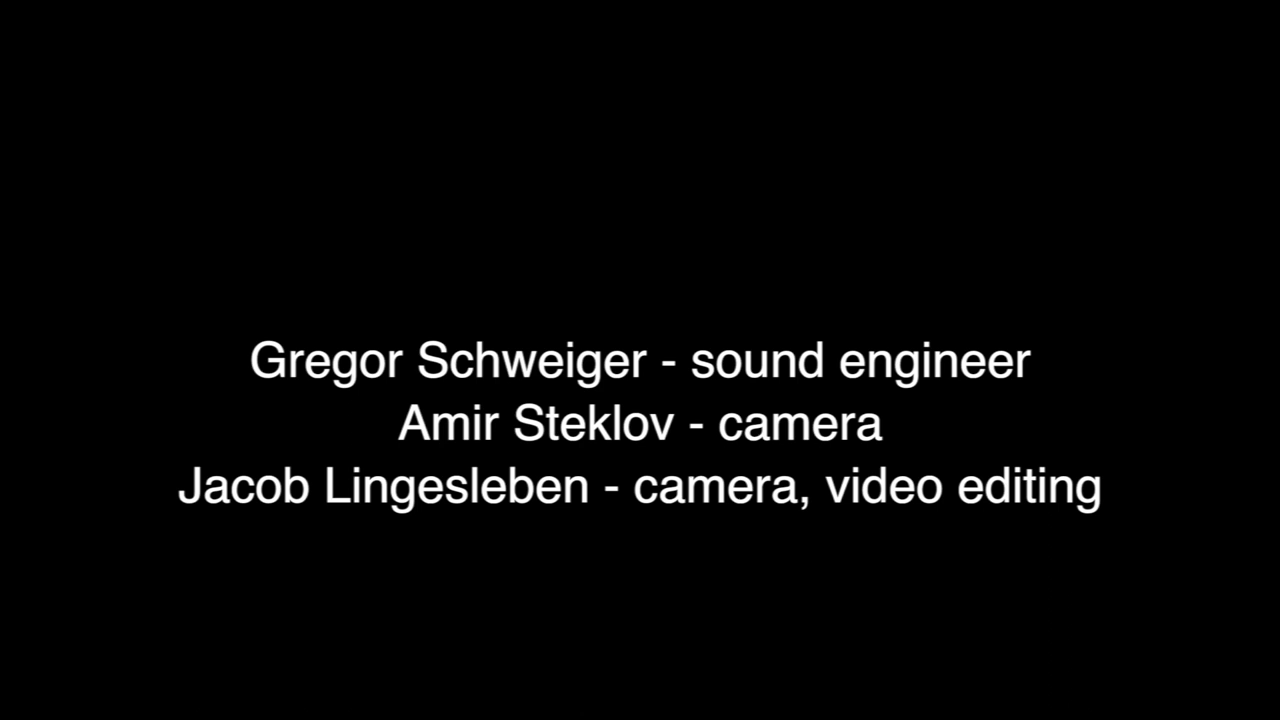 Gregor Schweiger - sound engineer
Amir Steklov - camera
Jacob Lingesleben - camera, video editing